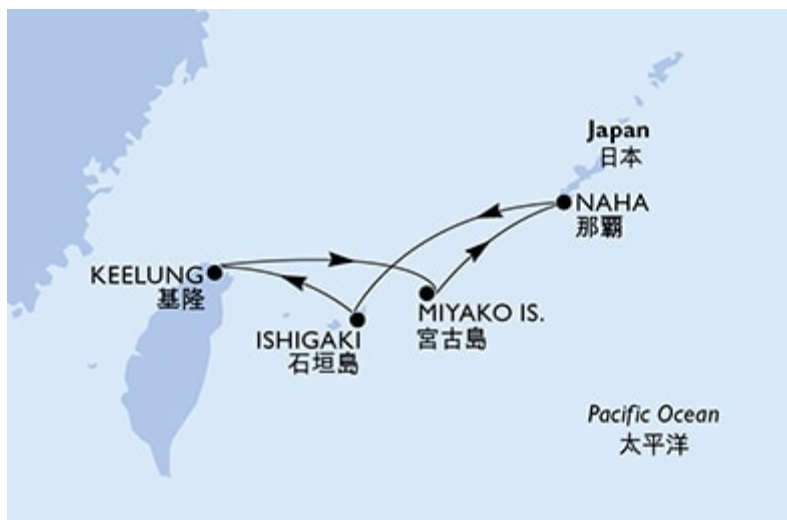 Japan
日本
NAHA
那霸
KEELUNG
基隆
MIYAKO IS.
宮古島
ISHIGAKI
石垣島
Pacific Ocean
太平洋